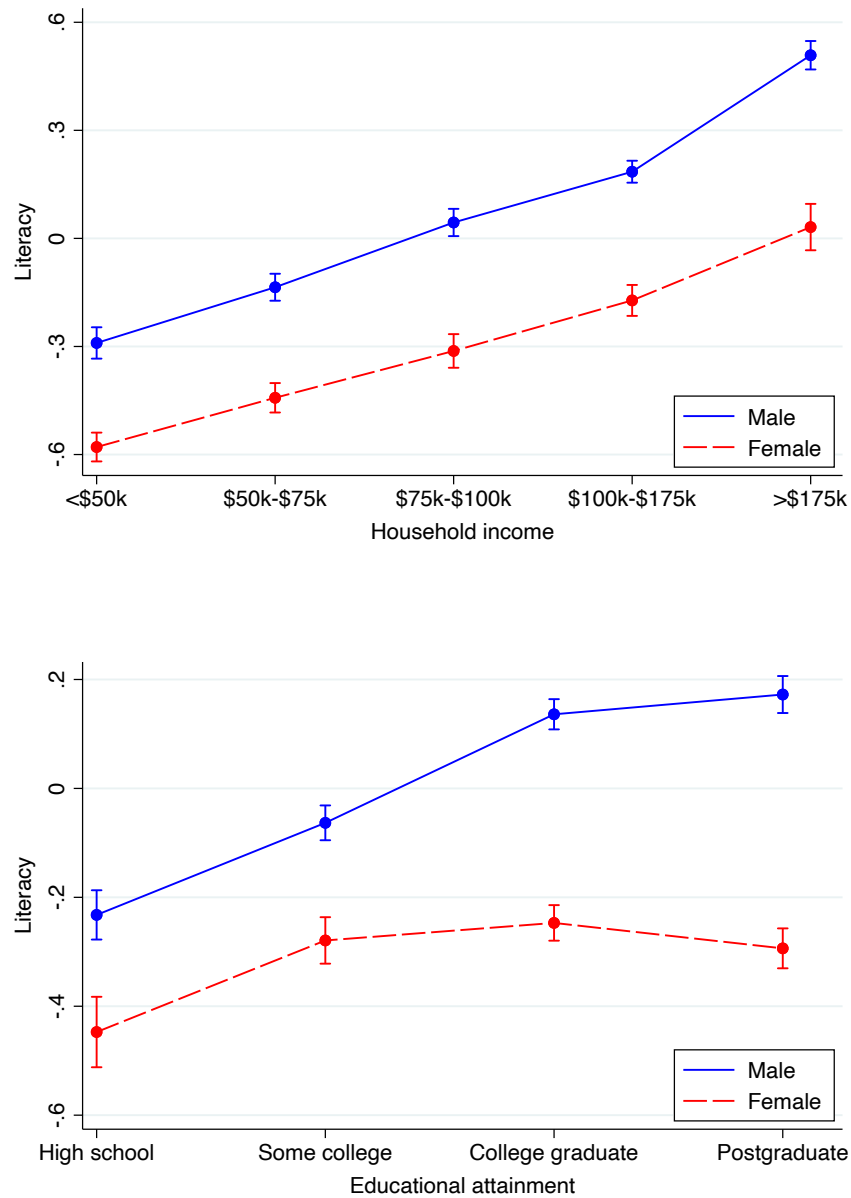 .6
.3
0
-.3
-.6
Literacy
Male
Female
<$50k $50k-$75k $75k-$100k $100k-$175k >$175k
Household income
.2
0
-.2
-.4
-.6
Literacy
Male
Female
High school Some college College graduate Postgraduate
Educational attainment